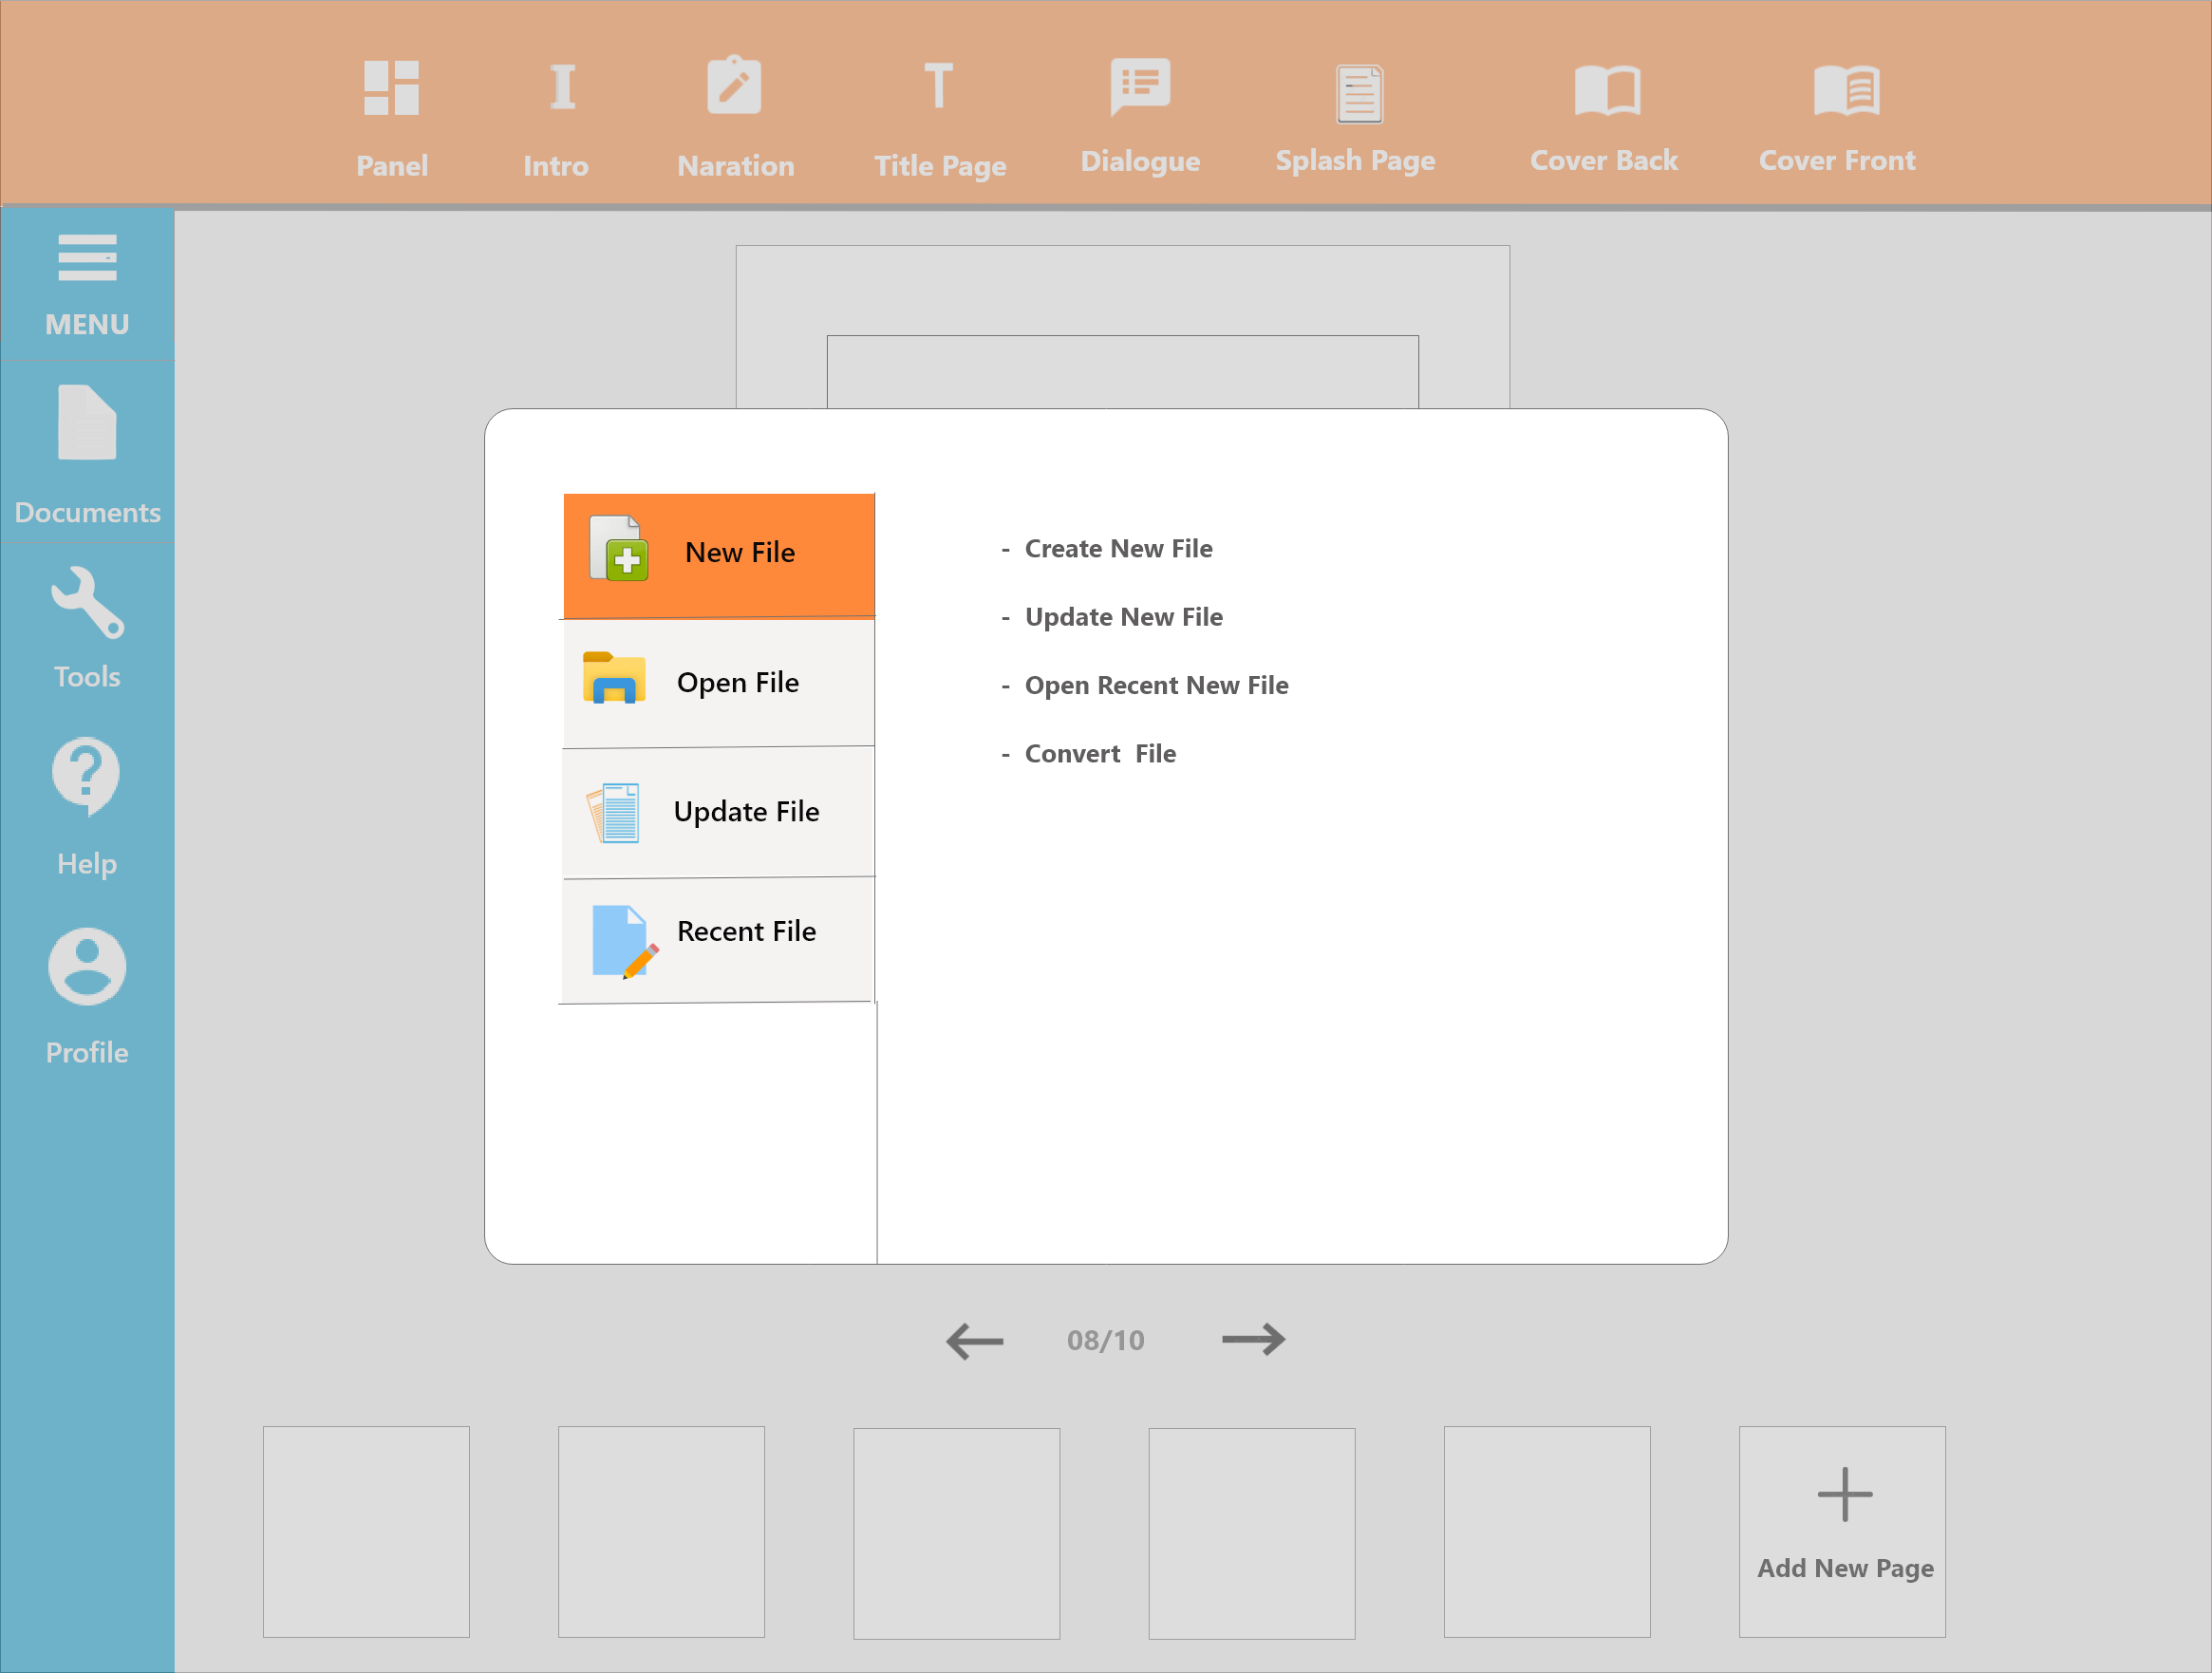 Panel
Intro
Naration
Title Page
Dialogue
Splash Page
Cover Back
Cover Front
MENU
Documents
Tools
Help
Profile
New File
Open File
Update File
Recent File
- Create New File
- Update New File
- Open Recent New File
- Convert  File
08/10
Add New Page